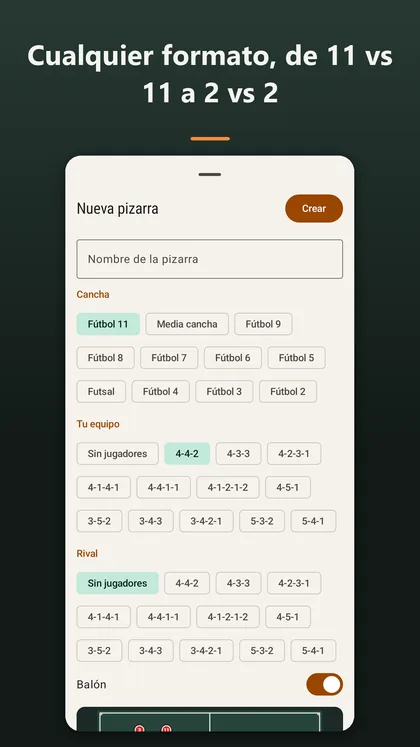 Cualquier formato, de 11 vs
11 a 2 vs 2
Nueva pizarra
Crear
Nombre de la pizarra
Cancha
Fútbol 11 Media cancha Fútbol 9
Fútbol 8 Fútbol 7 Fútbol 6 Fútbol 5
Futsal Fútbol 4 Fútbol 3 Fútbol 2
Tu equipo
Sin jugadores 4-4-2 4-3-3 4-2-3-1
4-1-4-1 4-4-1-1 4-1-2-1-2 4-5-1
3-5-2 3-4-3 3-4-2-1 5-3-2 5-4-1
Rival
Sin jugadores 4-4-2 4-3-3 4-2-3-1
4-1-4-1 4-4-1-1 4-1-2-1-2 4-5-1
3-5-2 3-4-3 3-4-2-1 5-3-2 5-4-1
Balón